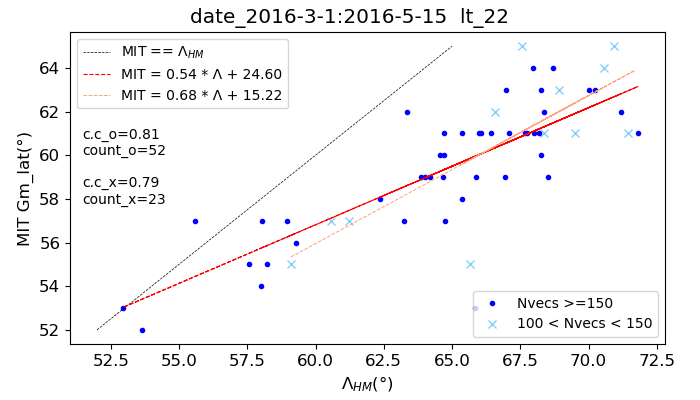 date_2016-3-1:2016-5-15  lt_22
MIT == Λ_HM
MIT = 0.54 * Λ + 24.60
MIT = 0.68 * Λ + 15.22
c.c_o=0.81
count_o=52
c.c_x=0.79
count_x=23
MIT Gm_lat(°)
64
62
60
58
56
54
52
Nvecs >=150
100 < Nvecs < 150
52.5 55.0 57.5 60.0 62.5 65.0 67.5 70.0 72.5
Λ_HM(°)